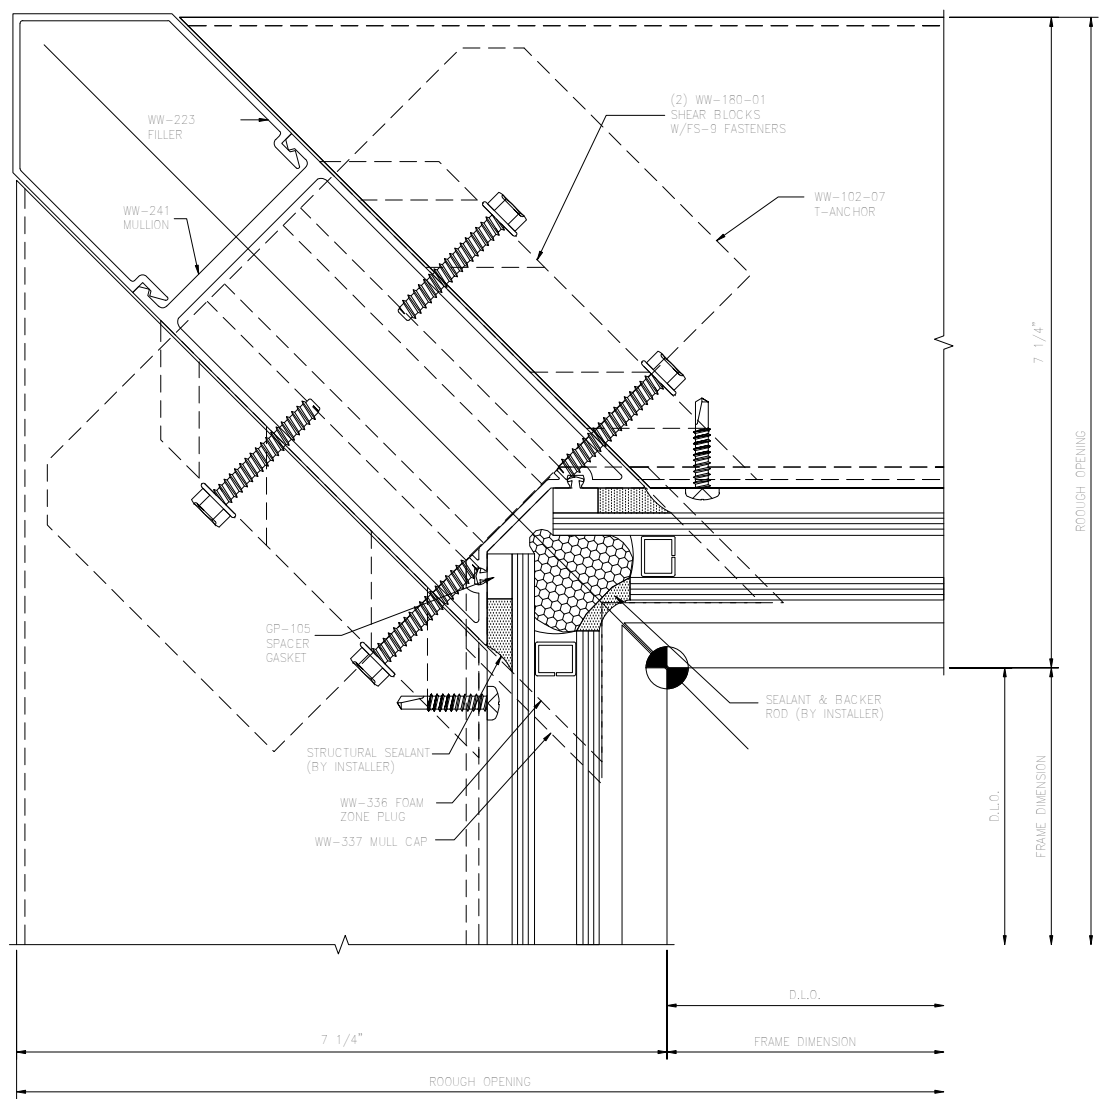 (2) WW-180-01
SHEAR BLOCKS
W/FS-9 FASTENERS
WW-223
FILLER
WW-102-07
T-ANCHOR
WW-241
MULLION
7 1/4"
ROOUGH OPENING
GP-105
SPACER
GASKET
SEALANT & BACKER
ROD (BY INSTALLER)
STRUCTURAL SEALANT
(BY INSTALLER)
WW-336 FOAM
ZONE PLUG
WW-337 MULL CAP
D.L.O.
FRAME DIMENSION
D.L.O.
7 1/4"
FRAME DIMENSION
ROOUGH OPENING